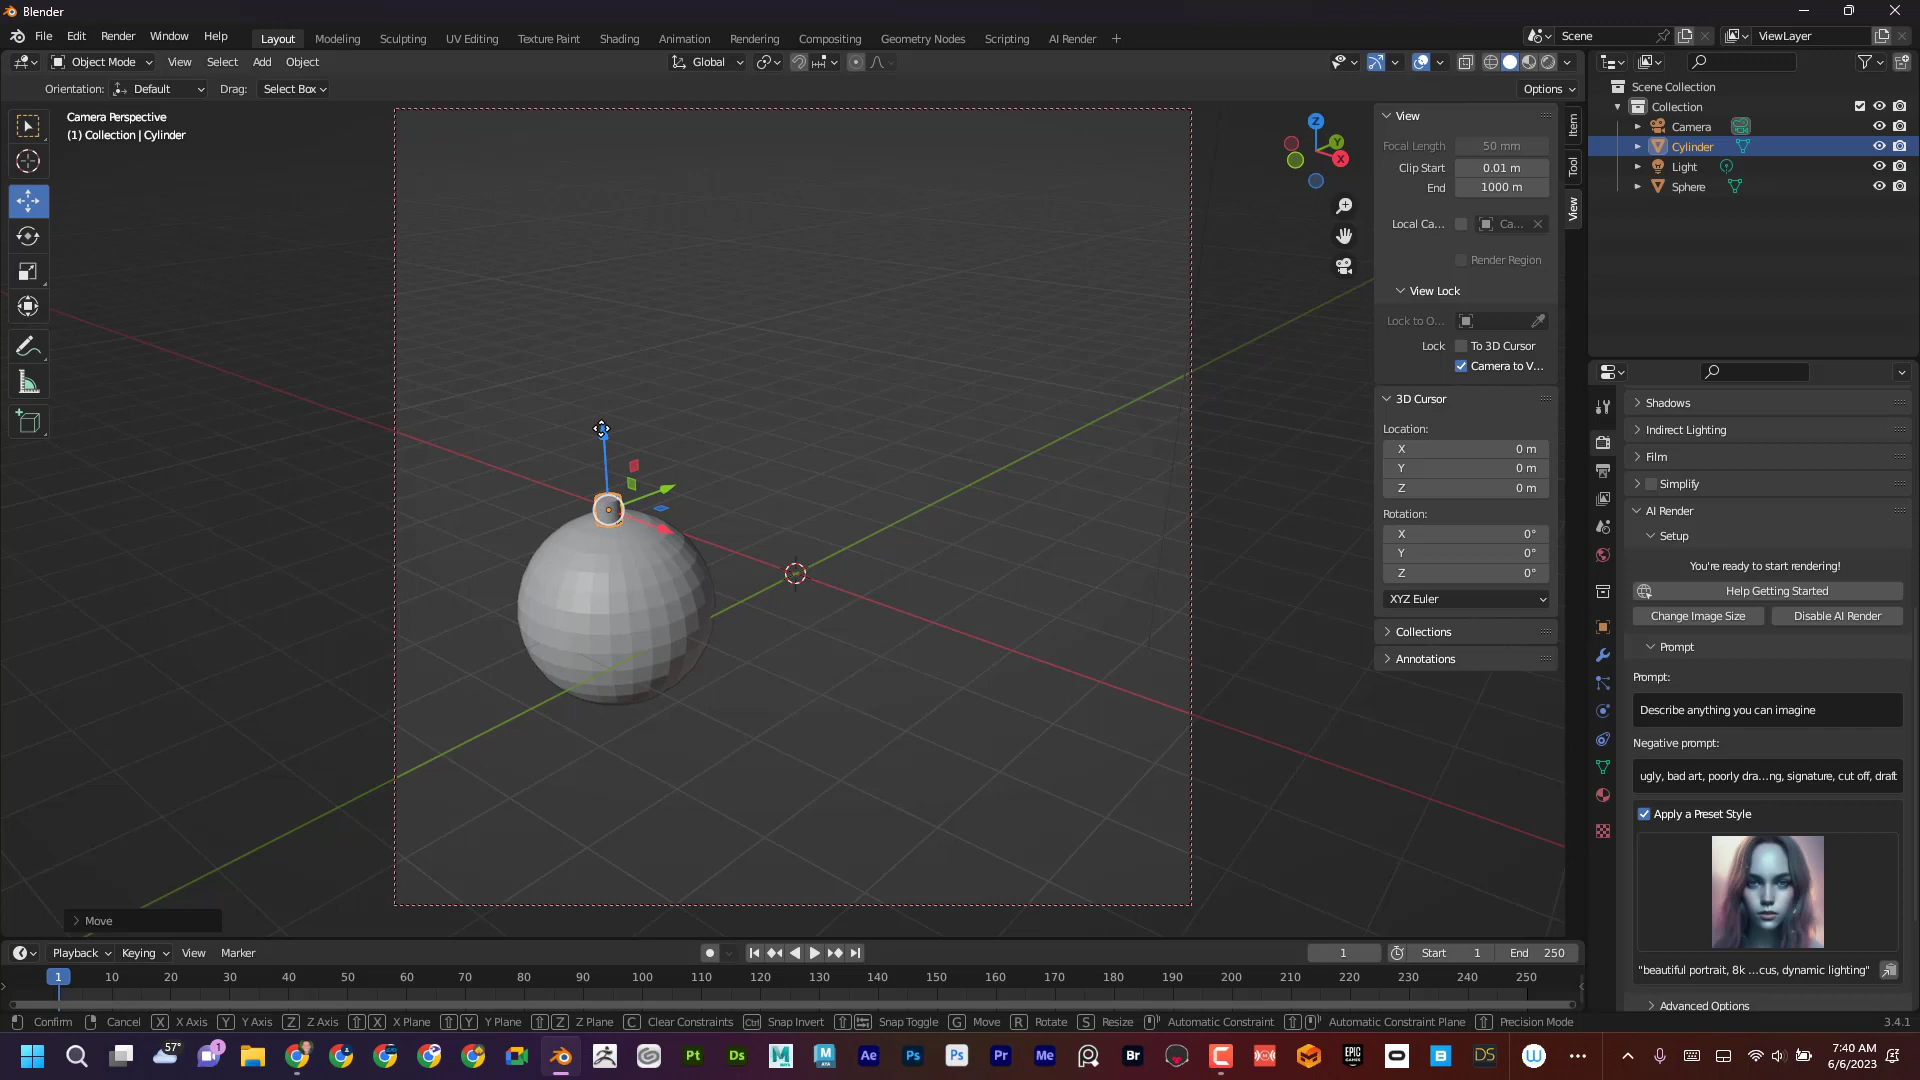 Blender
File Edit Render Window Help
Layout Modeling Sculpting UV Editing Texture Paint Shading Animation Rendering Compositing Geometry Nodes Scripting AI Render +
Scene
ViewLayer
Object Mode View Select Add Object
Global
Orientation: Default Drag: Select Box
Options
Camera Perspective
(1) Collection | Cylinder
Z
Y
X
View
Focal Length 50 mm
Clip Start 0.01 m
End 1000 m
Local Ca... Ca...
Render Region
View Lock
Lock to O...
Lock To 3D Cursor
Camera to V...
3D Cursor
Location:
X 0 m
Y 0 m
Z 0 m
Rotation:
X 0°
Y 0°
Z 0°
XYZ Euler
Collections
Annotations
Item
Tool
View
Scene Collection
Collection
Camera
Cylinder
Light
Sphere
Shadows
Indirect Lighting
Film
Simplify
AI Render
Setup
You're ready to start rendering!
Help Getting Started
Change Image Size Disable AI Render
Prompt
Prompt:
Describe anything you can imagine
Negative prompt:
ugly, bad art, poorly dra...ng, signature, cut off, draft
Apply a Preset Style
"beautiful portrait, 8k ...cus, dynamic lighting"
Advanced Options
Move
Playback Keying View Marker
1 Start 1 End 250
1 10 20 30 40 50 60 70 80 90 100 110 120 130 140 150 160 170 180 190 200 210 220 230 240 250
Confirm Cancel X X Axis Y Y Axis Z Z Axis X X Plane Y Y Plane Z Z Plane C Clear Constraints Ctrl Snap Invert Snap Toggle G Move R Rotate S Resize Automatic Constraint Automatic Constraint Plane Precision Mode
3.4.1
57°
1
Pt Ds M M Ae Ps Ps Pr Me Br C EPIC GAMES B DS W
7:40 AM
6/6/2023